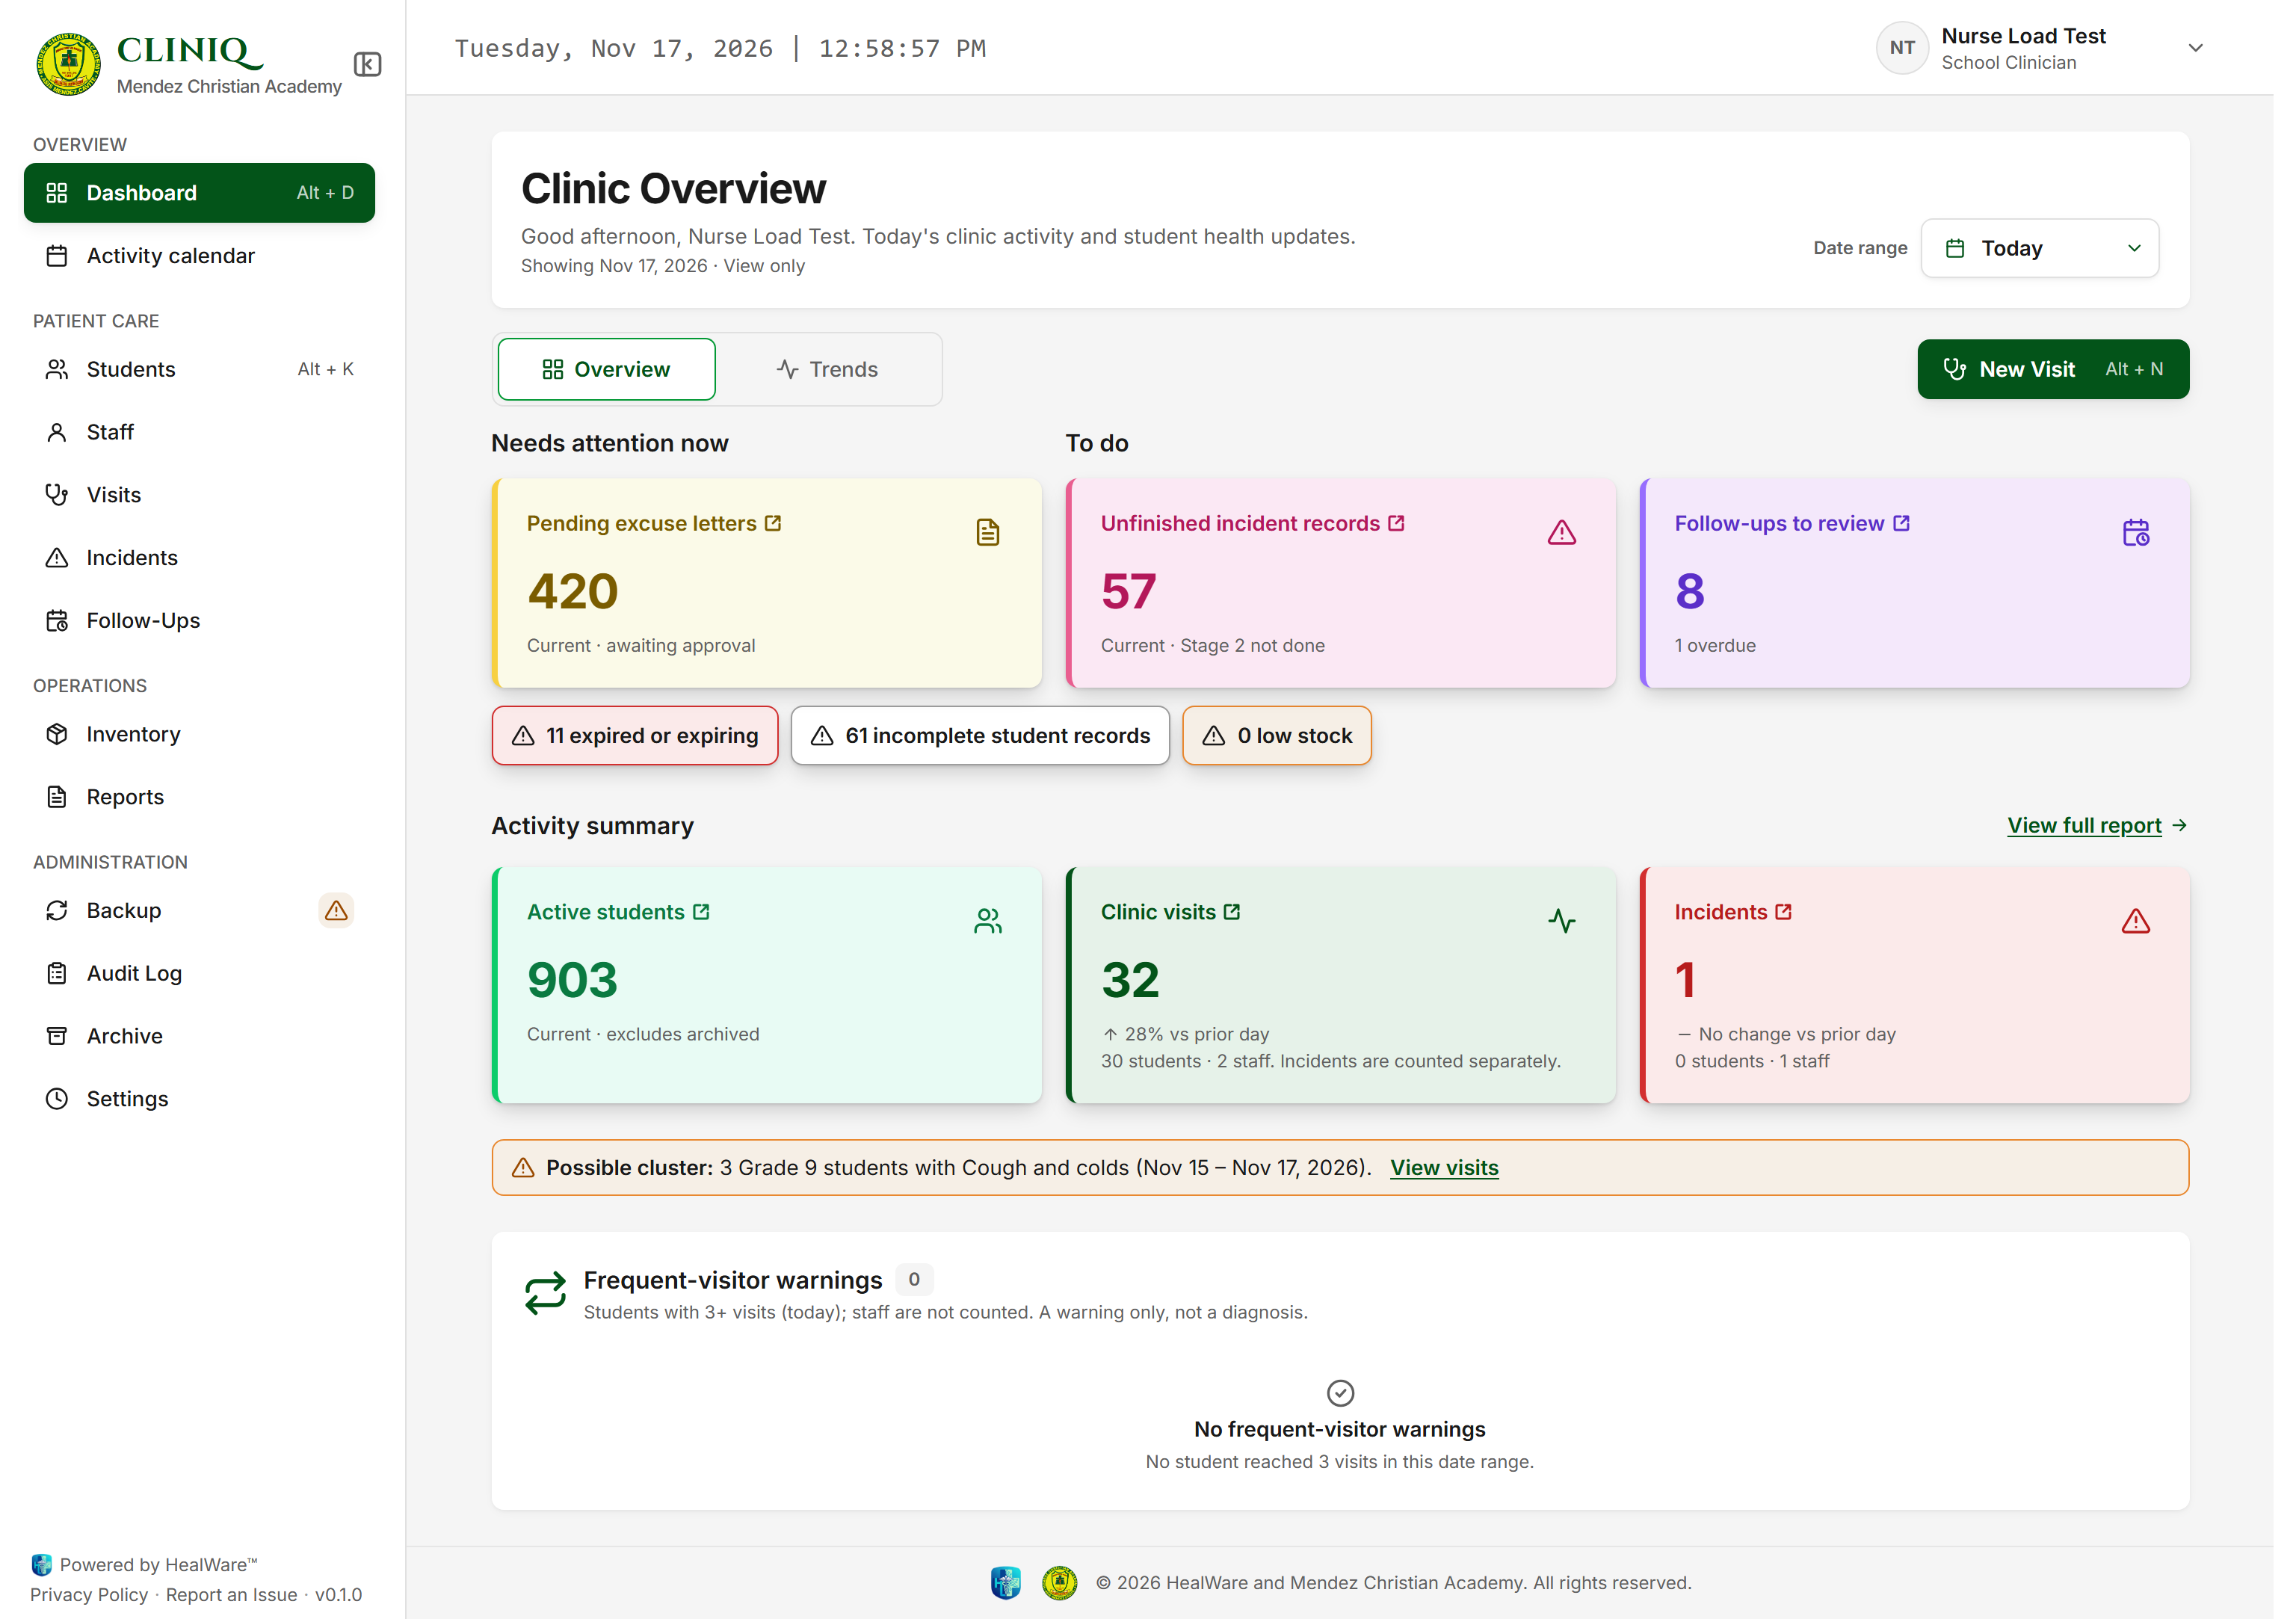 CLINIQ
Mendez Christian Academy
OVERVIEW
Dashboard Alt + D
Activity calendar
PATIENT CARE
Students Alt + K
Staff
Visits
Incidents
Follow-Ups
OPERATIONS
Inventory
Reports
ADMINISTRATION
Backup
Audit Log
Archive
Settings
Powered by HealWare™
Privacy Policy · Report an Issue · v0.1.0
Tuesday, Nov 17, 2026 | 12:58:57 PM
NT
Nurse Load Test
School Clinician
Clinic Overview
Good afternoon, Nurse Load Test. Today's clinic activity and student health updates.
Showing Nov 17, 2026 · View only
Date range
Today
Overview
Trends
New Visit Alt + N
Needs attention now
Pending excuse letters
420
Current · awaiting approval
To do
Unfinished incident records
57
Current · Stage 2 not done
Follow-ups to review
8
1 overdue
11 expired or expiring
61 incomplete student records
0 low stock
Activity summary
View full report →
Active students
903
Current · excludes archived
Clinic visits
32
↑ 28% vs prior day
30 students · 2 staff. Incidents are counted separately.
Incidents
1
— No change vs prior day
0 students · 1 staff
Possible cluster: 3 Grade 9 students with Cough and colds (Nov 15 – Nov 17, 2026). View visits
Frequent-visitor warnings 0
Students with 3+ visits (today); staff are not counted. A warning only, not a diagnosis.
No frequent-visitor warnings
No student reached 3 visits in this date range.
© 2026 HealWare and Mendez Christian Academy. All rights reserved.